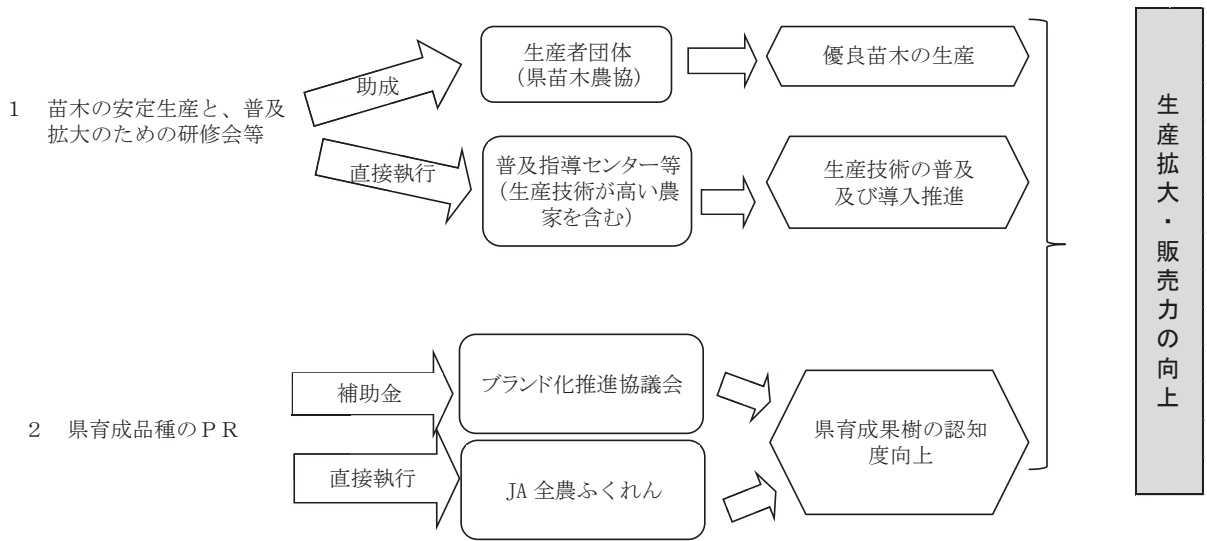 1 苗木の安定生産と、普及
拡大のための研修会等
助成
生産者団体
（県苗木農協）
優良苗木の生産
直接執行
普及指導センター等
（生産技術が高い農
家を含む）
生産技術の普及
及び導入推進
2 県育成品種のＰＲ
補助金
ブランド化推進協議会
直接執行
JA 全農ふくれん
県育成果樹の認知
度向上
生産拡大・販売力の向上